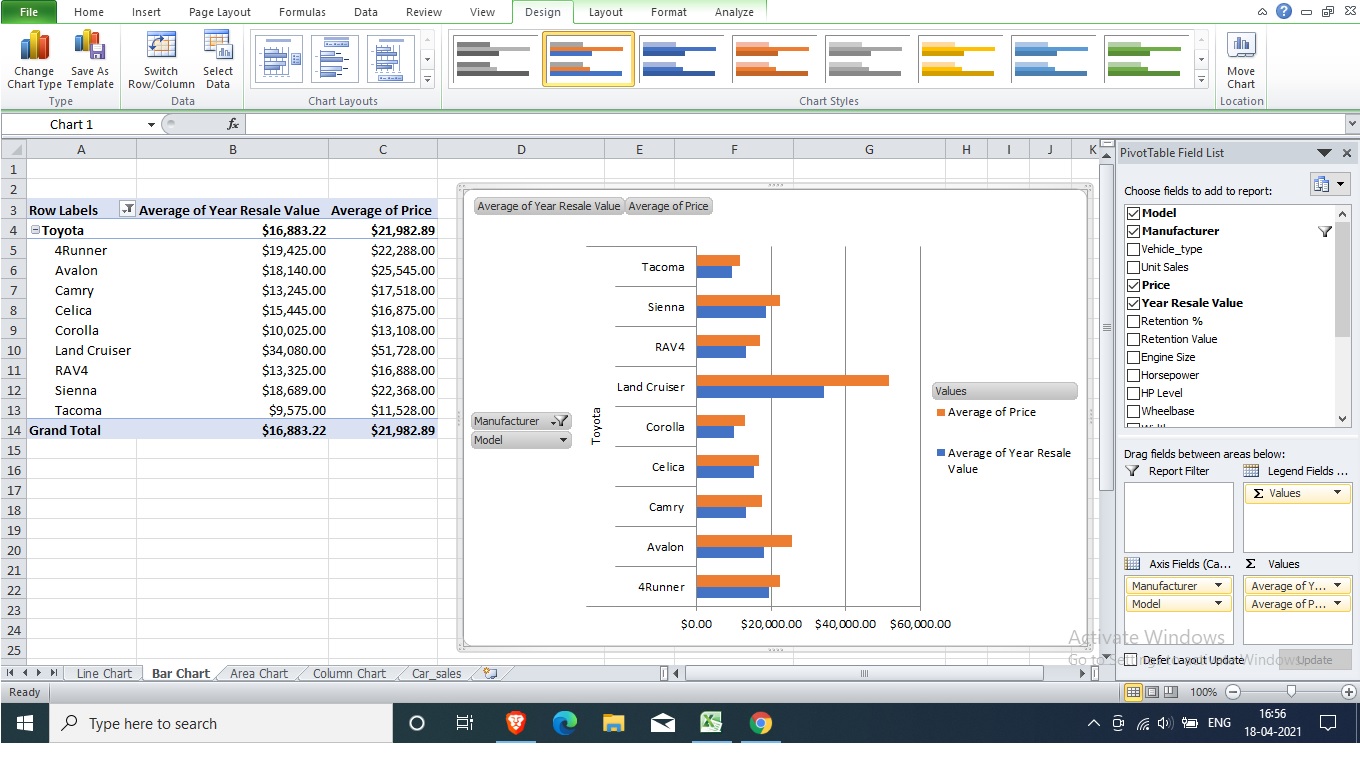 File Home Insert Page Layout Formulas Data Review View Design Layout Format Analyze
Change Chart Type
Save As Template
Switch Row/Column
Select Data
Move Chart
Type Data Chart Layouts Chart Styles Location
Chart 1 fx
A B C D E F G H I J K
1
2
3 Row Labels Average of Year Resale Value Average of Price
4 Toyota $16,883.22 $21,982.89
5 4Runner $19,425.00 $22,288.00
6 Avalon $18,140.00 $25,545.00
7 Camry $13,245.00 $17,518.00
8 Celica $15,445.00 $16,875.00
9 Corolla $10,025.00 $13,108.00
10 Land Cruiser $34,080.00 $51,728.00
11 RAV4 $13,325.00 $16,888.00
12 Sienna $18,689.00 $22,368.00
13 Tacoma $9,575.00 $11,528.00
14 Grand Total $16,883.22 $21,982.89
15
16
17
18
19
20
21
22
23
24
25
Average of Year Resale Value Average of Price
Manufacturer
Model
Toyota
Tacoma
Sienna
RAV4
Land Cruiser
Corolla
Celica
Camry
Avalon
4Runner
$0.00 $20,000.00 $40,000.00 $60,000.00
Values
Average of Price
Average of Year Resale
Value
PivotTable Field List
Choose fields to add to report:
Model
Manufacturer
Vehicle_type
Unit Sales
Price
Year Resale Value
Retention %
Retention Value
Engine Size
Horsepower
HP Level
Wheelbase
Drag fields between areas below:
Report Filter Legend Fields ...
Σ Values
Axis Fields (Ca... Σ Values
Manufacturer Average of Y...
Model Average of P...
Activate Windows
Go to Settings to activate Windows.
Defer Layout Update Update
Line Chart Bar Chart Area Chart Column Chart Car_sales
Ready 100%
Type here to search
ENG
16:56
18-04-2021